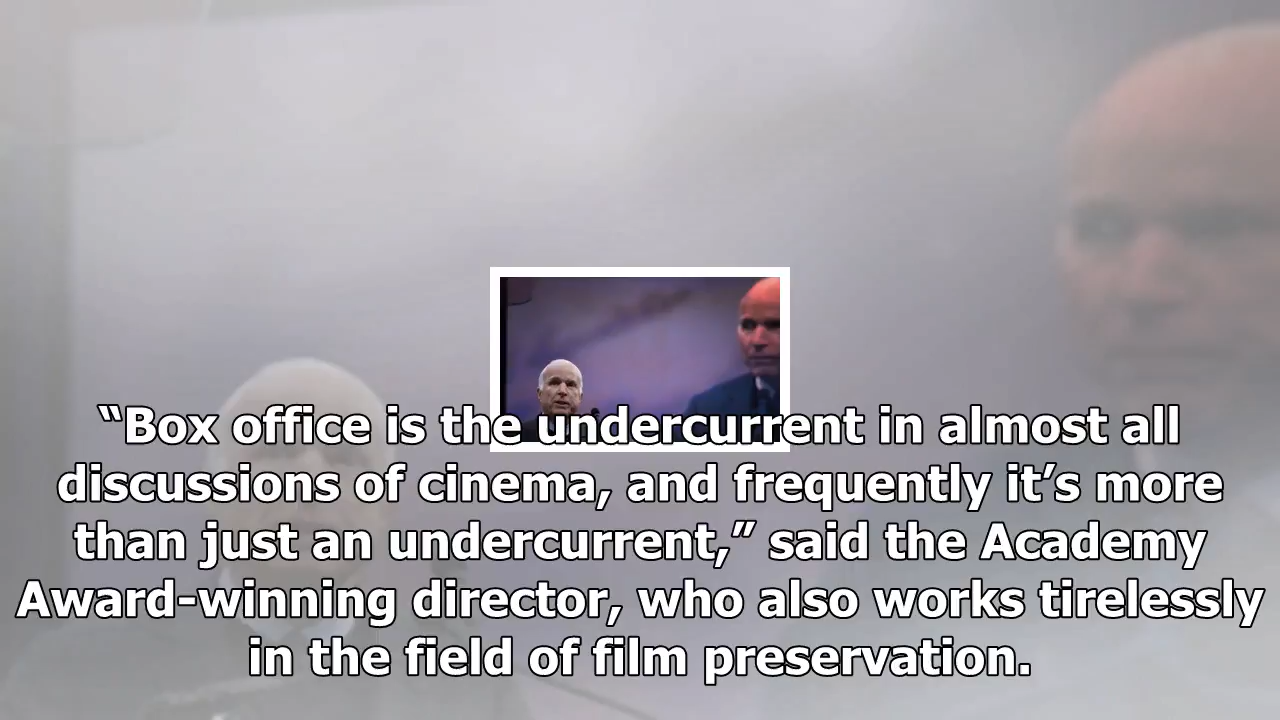 “Box office is the undercurrent in almost all
discussions of cinema, and frequently it’s more
than just an undercurrent,” said the Academy
Award-winning director, who also works tirelessly
in the field of film preservation.